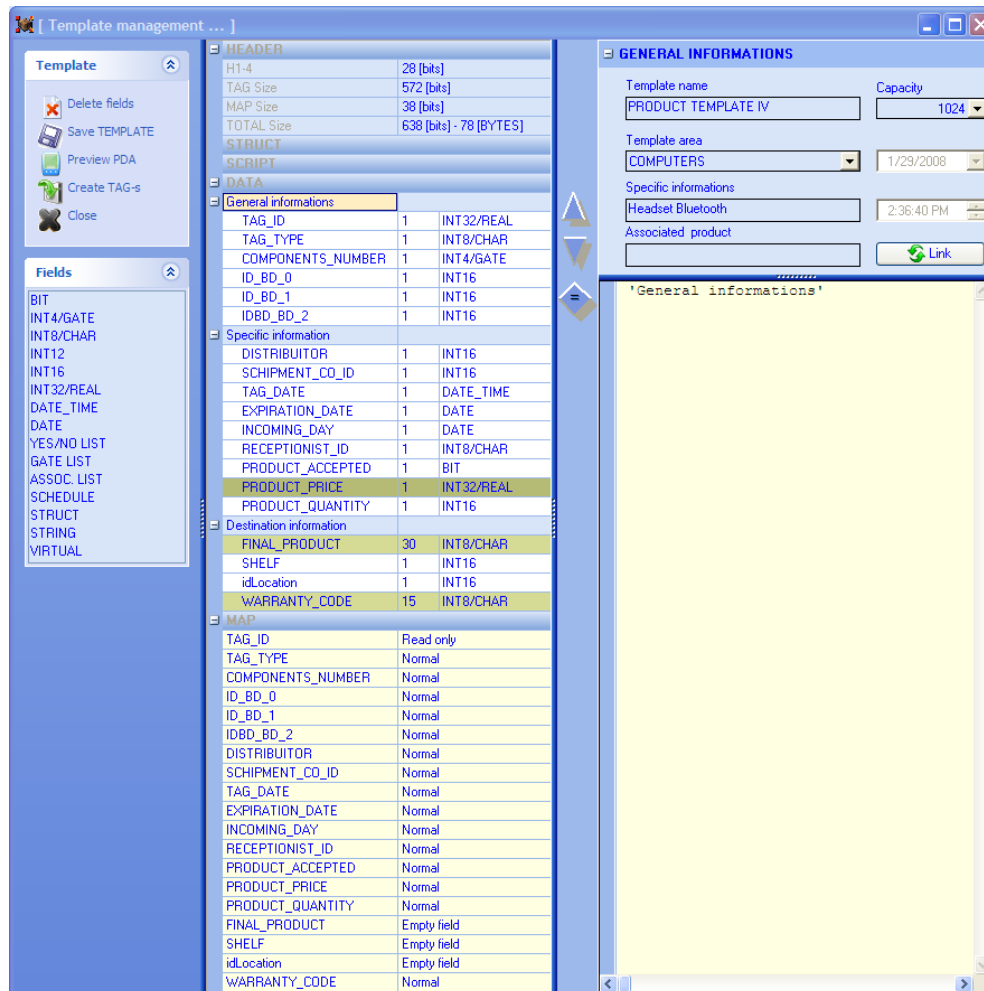 [ Template management ... ]
Template
Delete fields
Save TEMPLATE
Preview PDA
Create TAG-s
Close
Fields
BIT
INT4/GATE
INT8/CHAR
INT12
INT16
INT32/REAL
DATE_TIME
DATE
YES/NO LIST
GATE LIST
ASSOC. LIST
SCHEDULE
STRUCT
STRING
VIRTUAL
HEADER
H1-4 28 [bits]
TAG Size 572 [bits]
MAP Size 38 [bits]
TOTAL Size 638 [bits] - 78 [BYTES]
STRUCT
SCRIPT
DATA
General informations
TAG_ID 1 INT32/REAL
TAG_TYPE 1 INT8/CHAR
COMPONENTS_NUMBER 1 INT4/GATE
ID_BD_0 1 INT16
ID_BD_1 1 INT16
IDBD_BD_2 1 INT16
Specific information
DISTRIBUITOR 1 INT16
SCHIPMENT_CO_ID 1 INT16
TAG_DATE 1 DATE_TIME
EXPIRATION_DATE 1 DATE
INCOMING_DAY 1 DATE
RECEPTIONIST_ID 1 INT8/CHAR
PRODUCT_ACCEPTED 1 BIT
PRODUCT_PRICE 1 INT32/REAL
PRODUCT_QUANTITY 1 INT16
Destination information
FINAL_PRODUCT 30 INT8/CHAR
SHELF 1 INT16
idLocation 1 INT16
WARRANTY_CODE 15 INT8/CHAR
MAP
TAG_ID Read only
TAG_TYPE Normal
COMPONENTS_NUMBER Normal
ID_BD_0 Normal
ID_BD_1 Normal
IDBD_BD_2 Normal
DISTRIBUITOR Normal
SCHIPMENT_CO_ID Normal
TAG_DATE Normal
EXPIRATION_DATE Normal
INCOMING_DAY Normal
RECEPTIONIST_ID Normal
PRODUCT_ACCEPTED Normal
PRODUCT_PRICE Normal
PRODUCT_QUANTITY Normal
FINAL_PRODUCT Empty field
SHELF Empty field
idLocation Empty field
WARRANTY_CODE Normal
=
GENERAL INFORMATIONS
Template name Capacity
PRODUCT TEMPLATE IV 1024
Template area
COMPUTERS 1/29/2008
Specific informations
Headset Bluetooth 2:36:40 PM
Associated product
Link
'General informations'